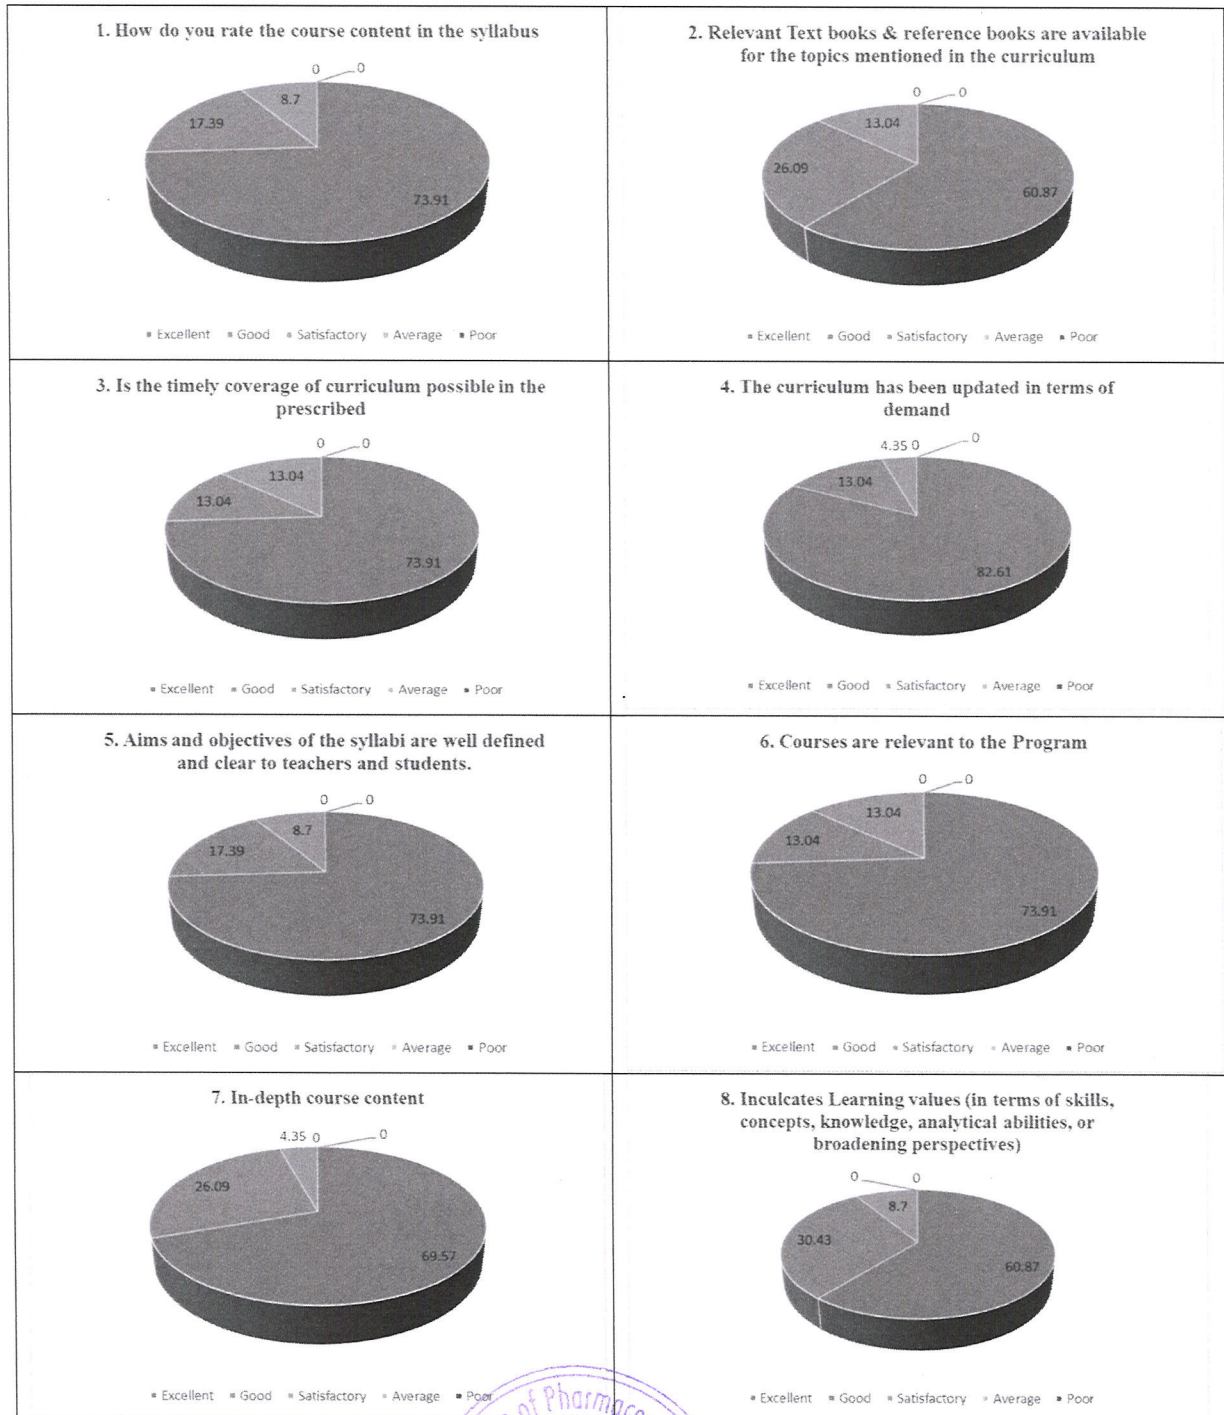 1. How do you rate the course content in the syllabus
0 0
8.7
17.39
73.91
Excellent Good Satisfactory Average Poor
2. Relevant Text books & reference books are available
for the topics mentioned in the curriculum
0 0
13.04
26.09
60.87
Excellent Good Satisfactory Average Poor
3. Is the timely coverage of curriculum possible in the
prescribed
0 0
13.04
13.04
73.91
Excellent Good Satisfactory Average Poor
4. The curriculum has been updated in terms of
demand
4.35 0 0
13.04
82.61
Excellent Good Satisfactory Average Poor
5. Aims and objectives of the syllabi are well defined
and clear to teachers and students.
0 0
8.7
17.39
73.91
Excellent Good Satisfactory Average Poor
6. Courses are relevant to the Program
0 0
13.04
13.04
73.91
Excellent Good Satisfactory Average Poor
7. In-depth course content
4.35 0 0
26.09
69.57
Excellent Good Satisfactory Average Poor
8. Inculcates Learning values (in terms of skills,
concepts, knowledge, analytical abilities, or
broadening perspectives)
0 0
8.7
30.43
60.87
Excellent Good Satisfactory Average Poor
of